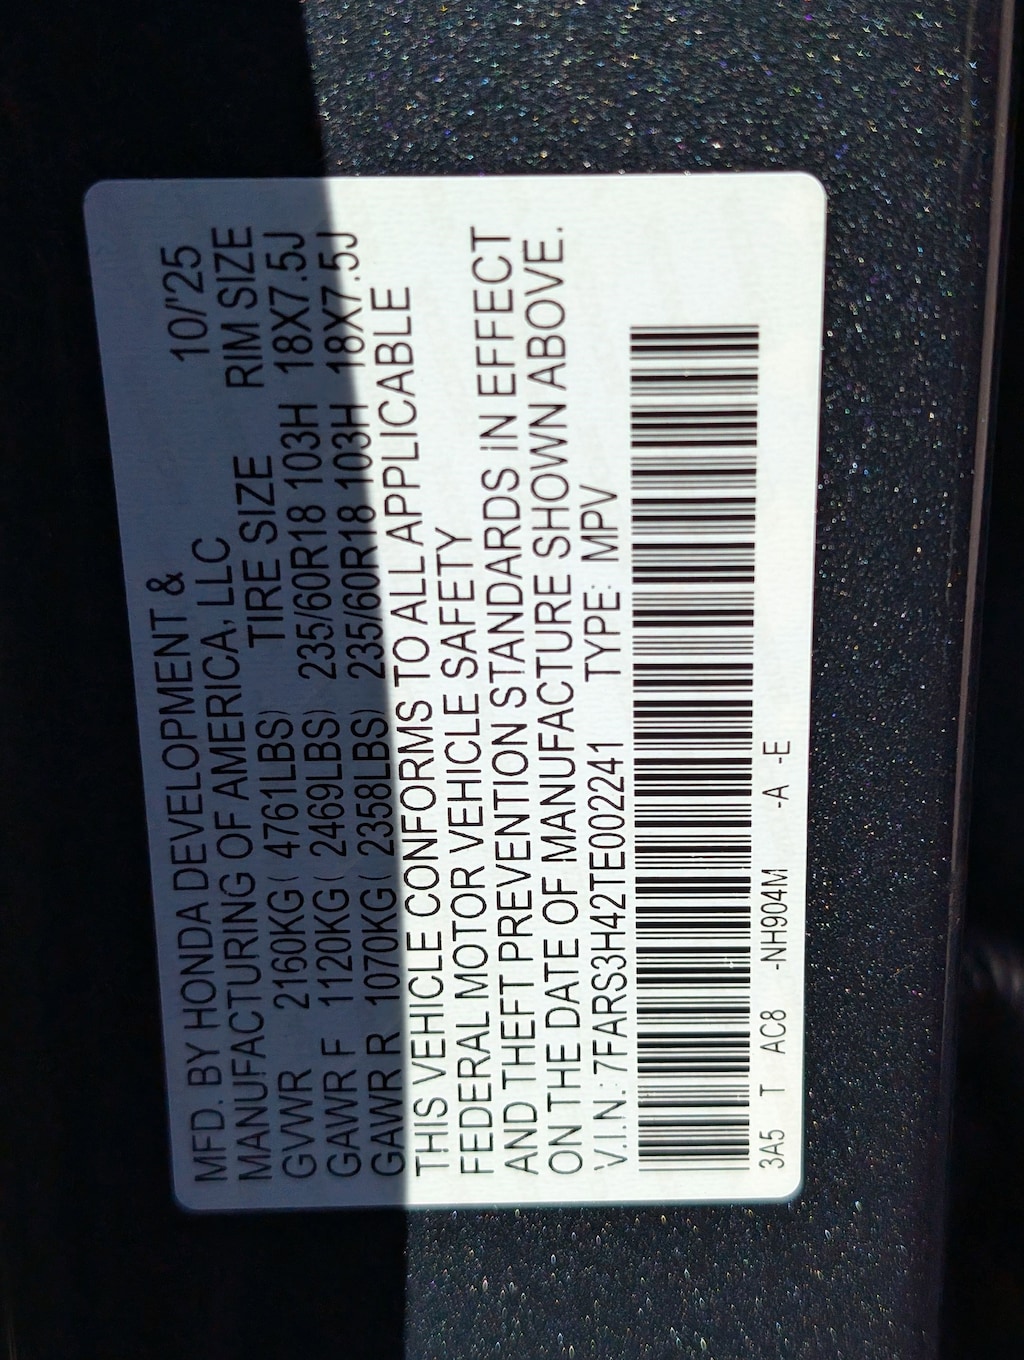 MFD. BY HONDA DEVELOPMENT &
MANUFACTURING OF AMERICA, LLC 10/'25
TIRE SIZE RIM SIZE
GVWR 2160KG( 4761LBS) 235/60R18 103H 18X7.5J
GAWR F 1120KG( 2469LBS) 235/60R18 103H 18X7.5J
GAWR R 1070KG( 2358LBS)
THIS VEHICLE CONFORMS TO ALL APPLICABLE
FEDERAL MOTOR VEHICLE SAFETY
AND THEFT PREVENTION STANDARDS IN EFFECT
ON THE DATE OF MANUFACTURE SHOWN ABOVE.
V.I.N.:7FARS3H42TE002241 TYPE: MPV
3A5 T AC8 -NH904M -A -E